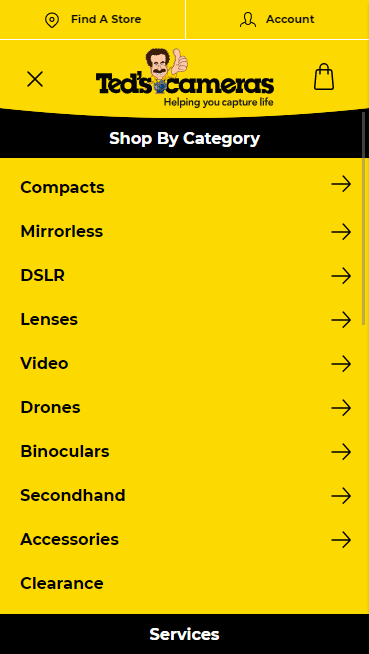 Find A Store
Account
Ted's cameras
Helping you capture life
Shop By Category
Compacts
Mirrorless
DSLR
Lenses
Video
Drones
Binoculars
Secondhand
Accessories
Clearance
Services